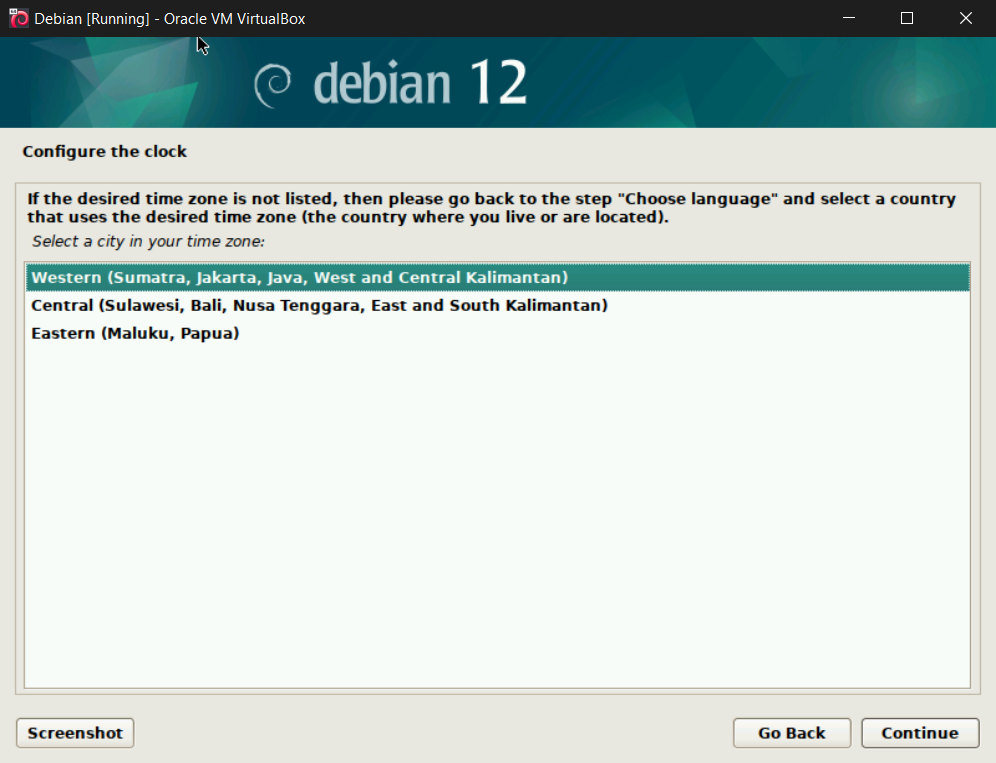 Debian [Running] - Oracle VM VirtualBox
debian 12
Configure the clock
If the desired time zone is not listed, then please go back to the step "Choose language" and select a country
that uses the desired time zone (the country where you live or are located).
Select a city in your time zone:
Western (Sumatra, Jakarta, Java, West and Central Kalimantan)
Central (Sulawesi, Bali, Nusa Tenggara, East and South Kalimantan)
Eastern (Maluku, Papua)
Screenshot
Go Back
Continue